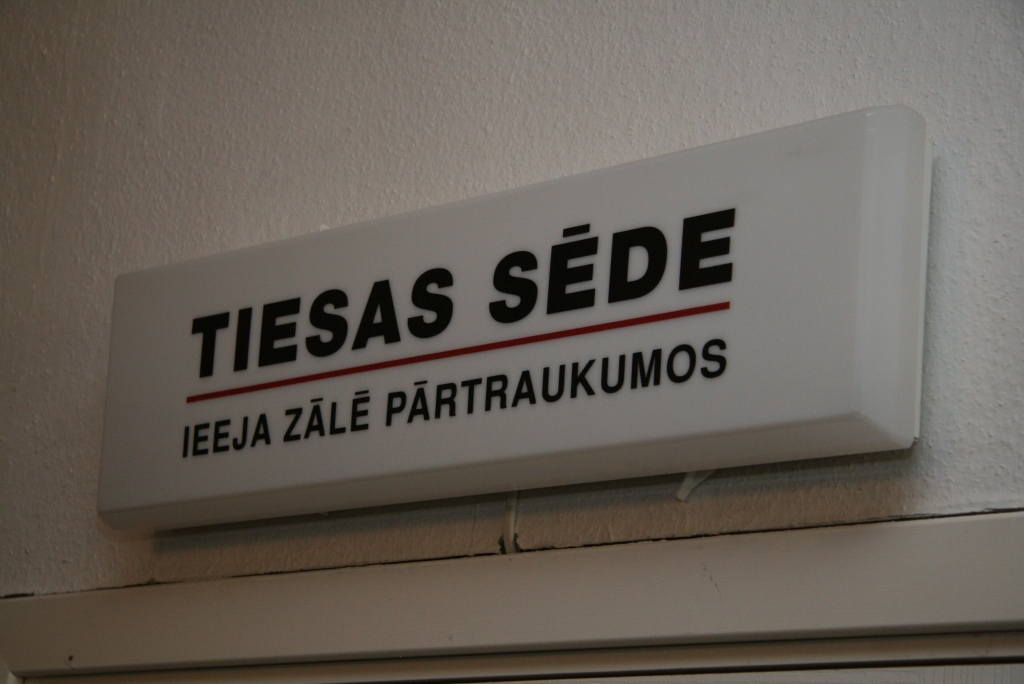 TIESAS SĒDE
IEEJA ZĀLĒ PĀRTRAUKUMOS